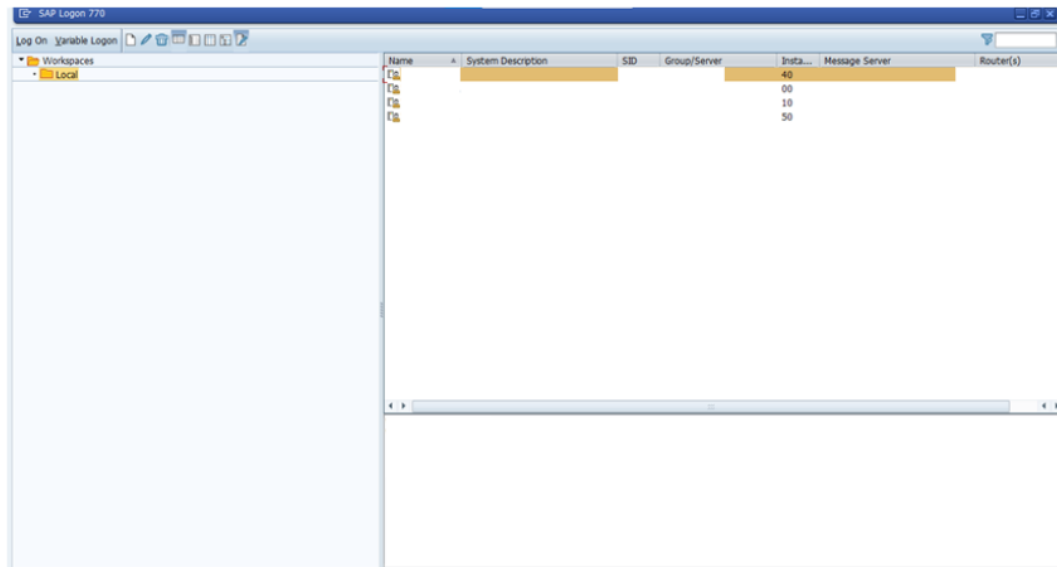 SAP Logon 770
Log On Variable Logon
Workspaces
Local
Name System Description SID Group/Server Insta... Message Server Router(s)
40
00
10
50